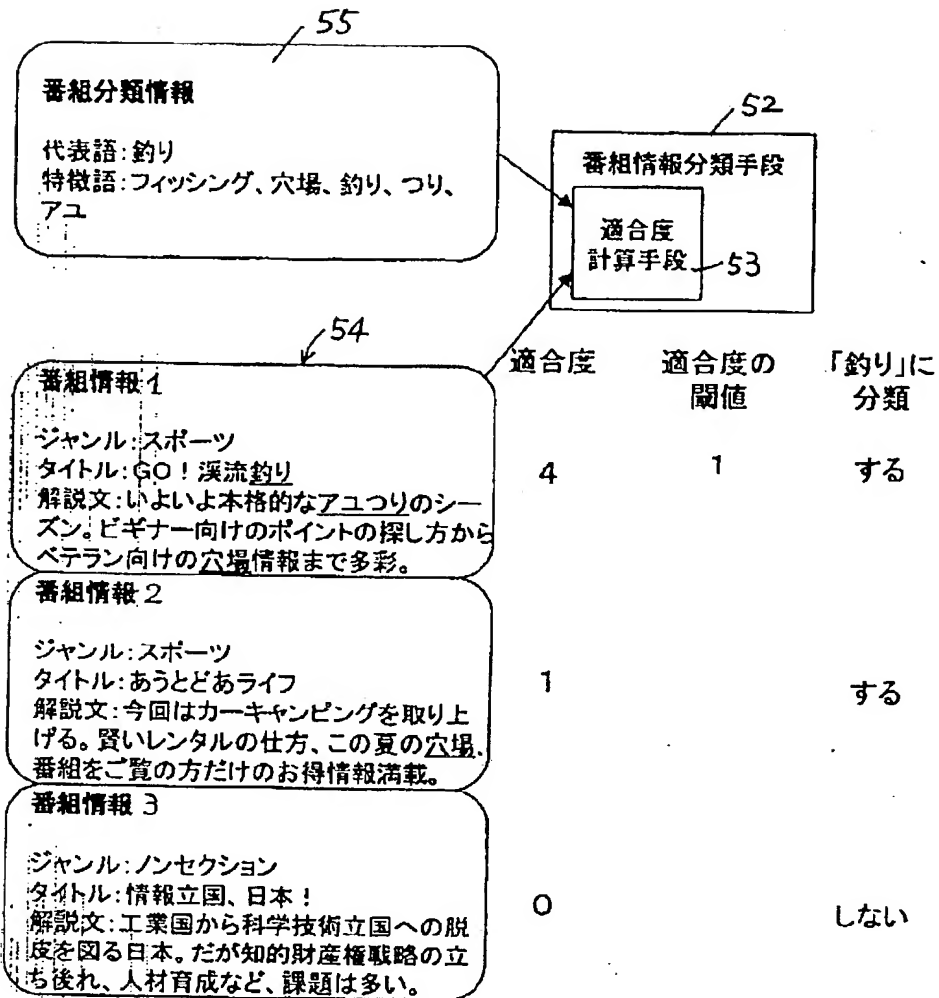 55
番組分類情報
代表語:釣り
特徴語:フィッシング、穴場、釣り、つり、
アユ
52
番組情報分類手段
適合度
計算手段
53
54
番組情報1
ジャンル:スポーツ
タイトル:GO!渓流釣り
解説文:いよいよ本格的なアユつりのシー
ズン。ビギナー向けのポイントの探し方から
ベテラン向けの穴場情報まで多彩。
適合度
適合度の
閾値
「釣り」に
分類
4
1
する
番組情報2
ジャンル:スポーツ
タイトル:あうとどあライフ
解説文:今回はカーキャンピングを取り上
げる。賢いレンタルの仕方、この夏の穴場、
番組をご覧の方だけのお得情報満載。
1
する
番組情報3
ジャンル:ノンセクション
タイトル:情報立国、日本!
解説文:工業国から科学技術立国への脱
皮を図る日本。だが知的財産権戦略の立
ち後れ、人材育成など、課題は多い。
0
しない